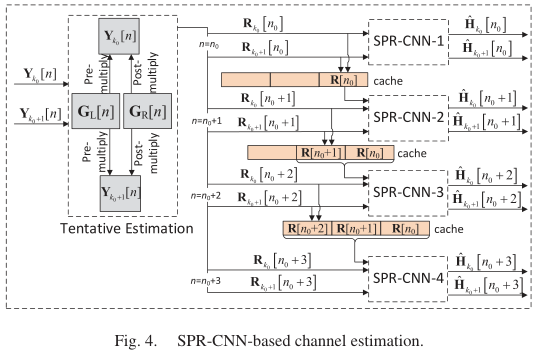 Y_{k_0}[n]
Y_{k_0+1}[n]
Y_{k_0}[n]
Pre-multiply
Post-multiply
G_L[n]
G_R[n]
Pre-multiply
Post-multiply
Y_{k_0+1}[n]
Tentative Estimation
n=n_0
R_{k_0}[n_0]
R_{k_0+1}[n_0]
SPR-CNN-1
Ĥ_{k_0}[n_0]
Ĥ_{k_0+1}[n_0]
R[n_0]
cache
n=n_0+1
R_{k_0}[n_0+1]
R_{k_0+1}[n_0+1]
SPR-CNN-2
Ĥ_{k_0}[n_0+1]
Ĥ_{k_0+1}[n_0+1]
R[n_0+1] R[n_0]
cache
n=n_0+2
R_{k_0}[n_0+2]
R_{k_0+1}[n_0+2]
SPR-CNN-3
Ĥ_{k_0}[n_0+2]
Ĥ_{k_0+1}[n_0+2]
R[n_0+2] R[n_0+1] R[n_0]
cache
n=n_0+3
R_{k_0}[n_0+3]
R_{k_0+1}[n_0+3]
SPR-CNN-4
Ĥ_{k_0}[n_0+3]
Ĥ_{k_0+1}[n_0+3]
Fig. 4. SPR-CNN-based channel estimation.